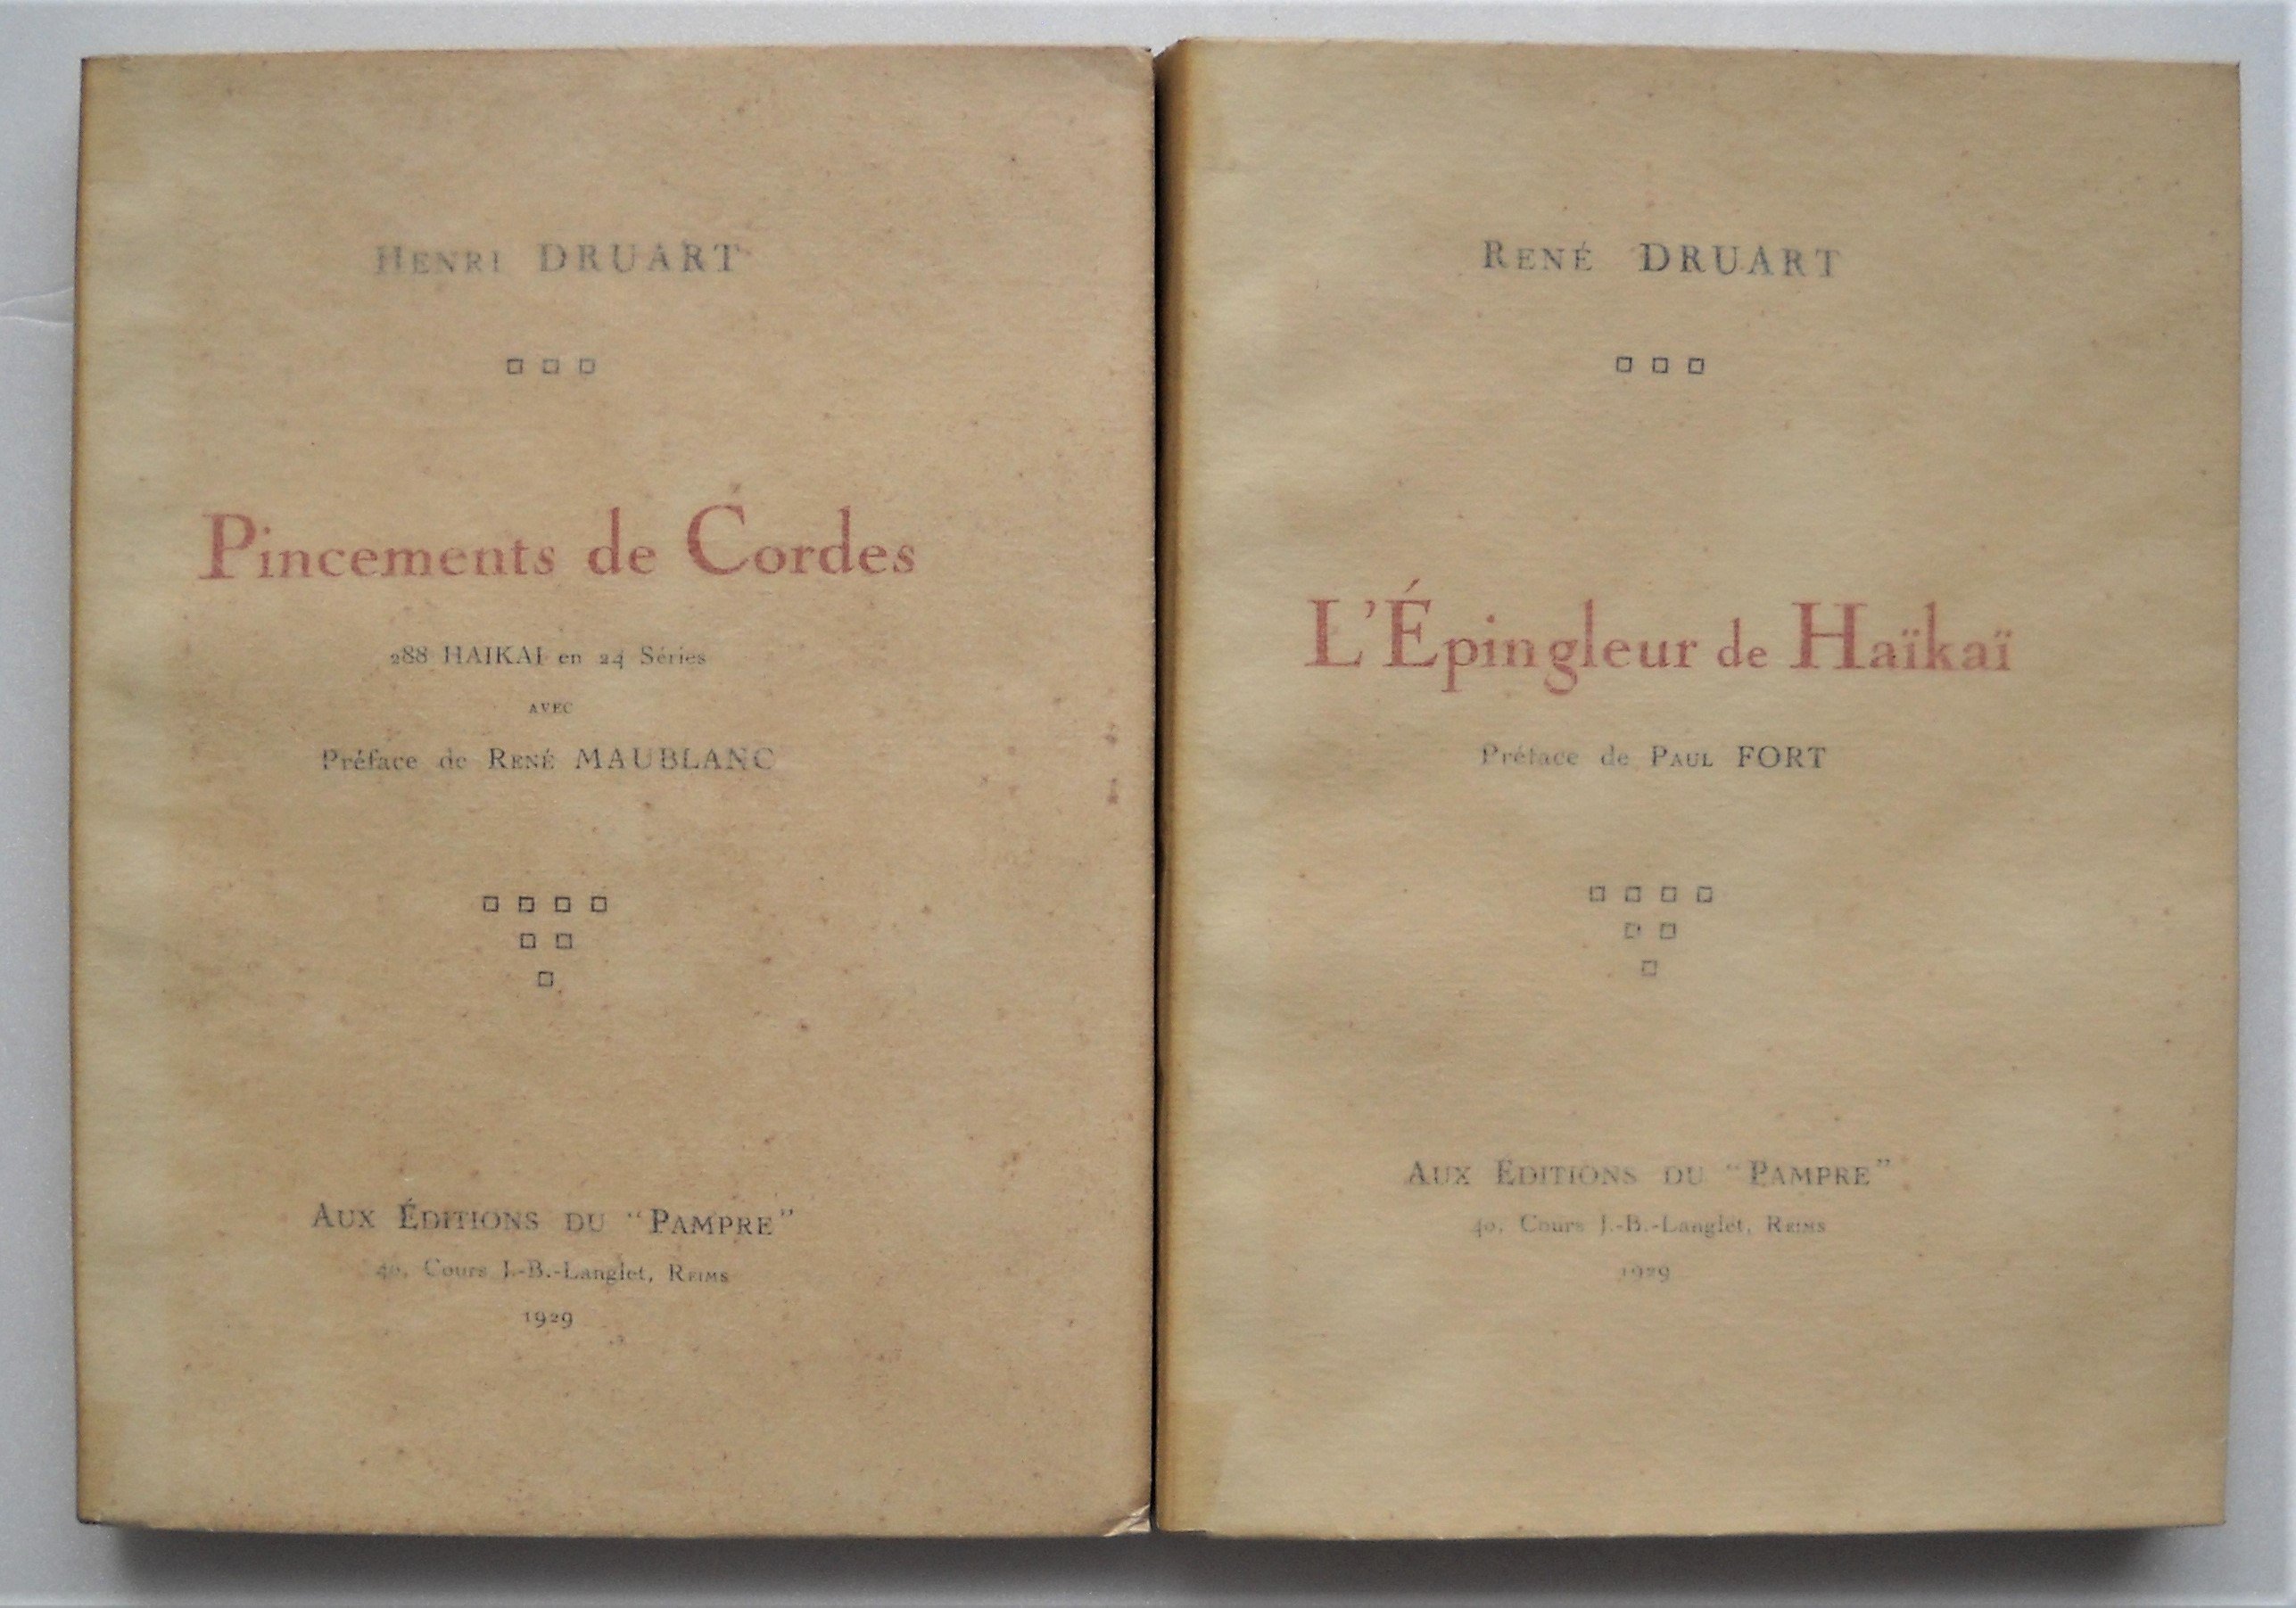 Henri DRUART
Pincements de Cordes
288 HAIKAI en 24 Séries
AVEC
Préface de René MAUBLANC
Aux Éditions du "Pampre"
40, Cours J.-B.-Langlet, Reims
1929
René DRUART
L'Épingleur de Haïkaï
Préface de Paul FORT
Aux Éditions du "Pampre"
40, Cours J.-B.-Langlet, Reims
1929